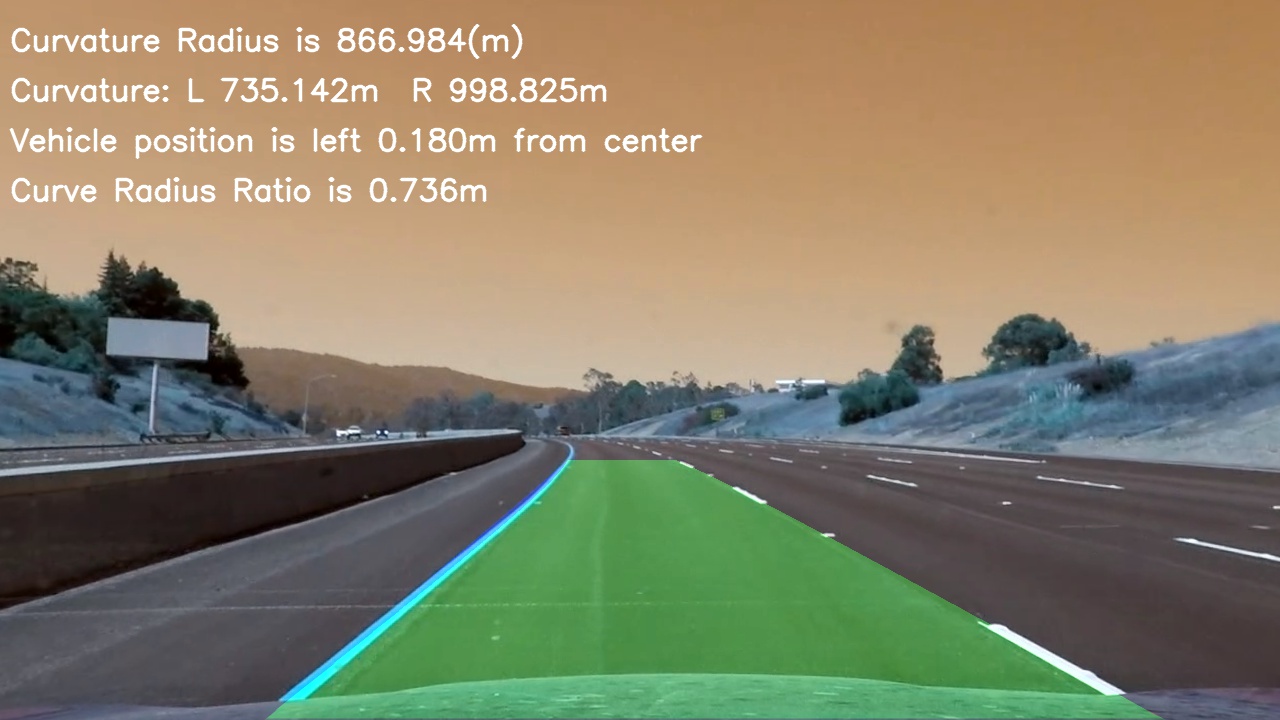 Curvature Radius is 866.984(m)
Curvature: L 735.142m R 998.825m
Vehicle position is left 0.180m from center
Curve Radius Ratio is 0.736m